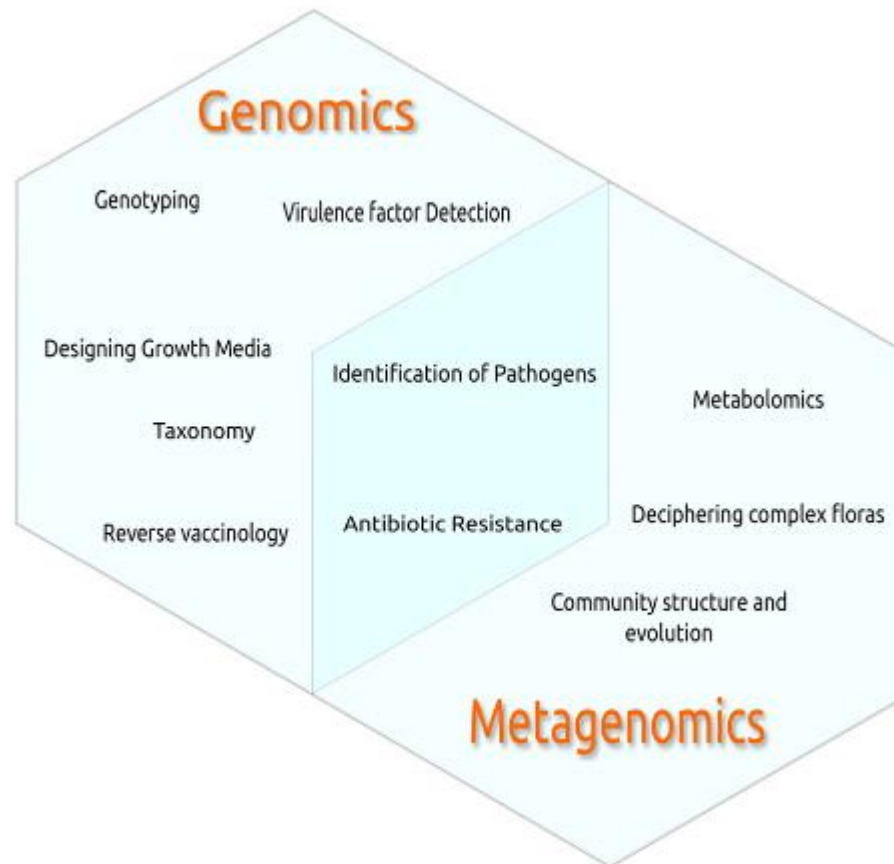 Genomics
Genotyping
Virulence factor Detection
Designing Growth Media
Identification of Pathogens
Metabolomics
Taxonomy
Reverse vaccinology
Antibiotic Resistance
Deciphering complex floras
Community structure and
evolution
Metagenomics